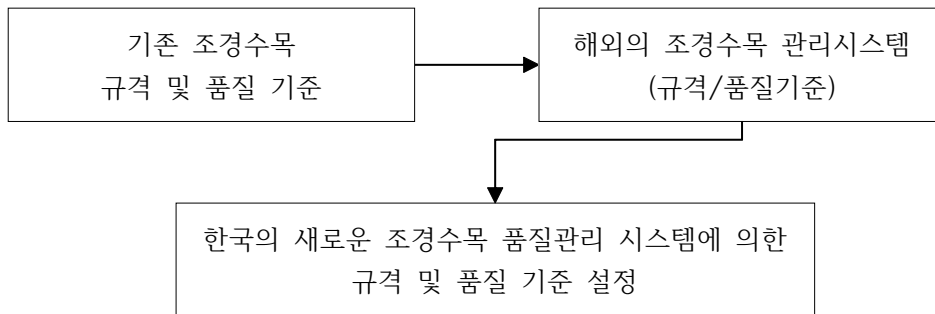 기존 조경수목
규격 및 품질 기준
해외의 조경수목 관리시스템
(규격/품질기준)
한국의 새로운 조경수목 품질관리 시스템에 의한
규격 및 품질 기준 설정